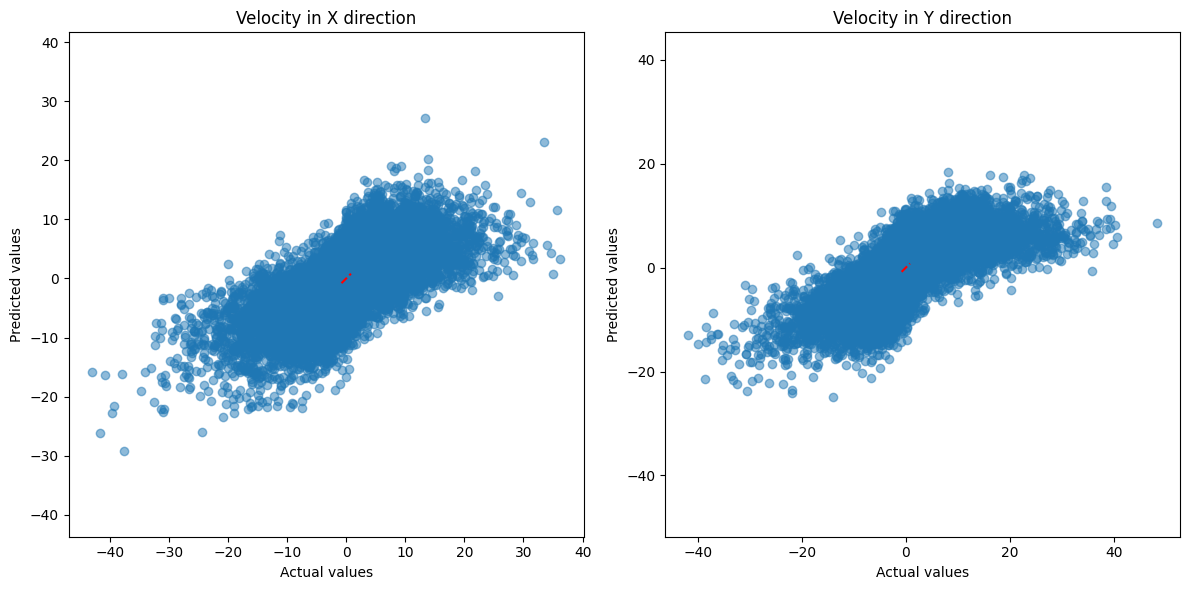 Velocity in X direction
40
30
20
10
0
−10
−20
−30
−40
Predicted values
−40 −30 −20 −10 0 10 20 30 40
Actual values
Velocity in Y direction
40
20
0
−20
−40
Predicted values
−40 −20 0 20 40
Actual values